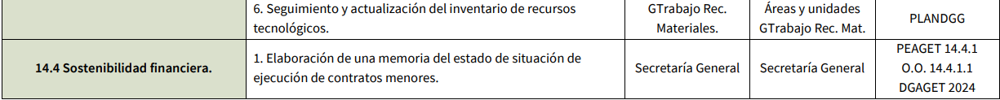 6. Seguimiento y actualización del inventario de recursos
tecnológicos.
GTrabajo Rec.
Materiales.
Áreas y unidades
GTrabajo Rec. Mat.
PLANDGG
14.4 Sostenibilidad financiera.
1. Elaboración de una memoria del estado de situación de
ejecución de contratos menores.
Secretaría General
Secretaría General
PEAGET 14.4.1
O.O. 14.4.1.1
DGAGET 2024